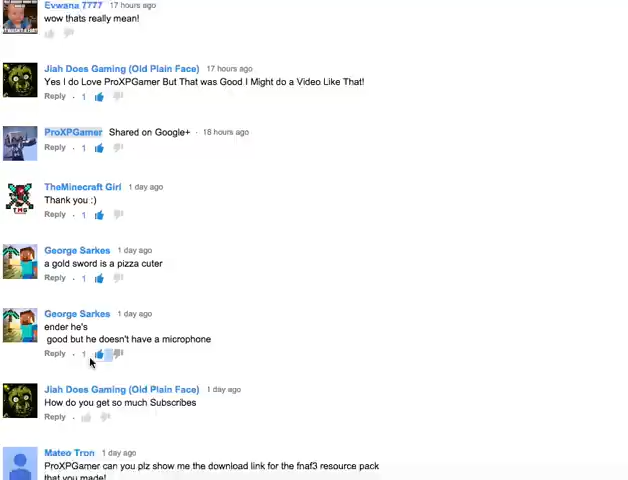 Evwana 7777 17 hours ago
wow thats really mean!
Jiah Does Gaming (Old Plain Face) 17 hours ago
Yes I do Love ProXPGamer But That was Good I Might do a Video Like That!
Reply · 1
ProXPGamer Shared on Google+ · 18 hours ago
Reply · 1
TheMinecraft Girl 1 day ago
Thank you :)
Reply · 1
George Sarkes 1 day ago
a gold sword is a pizza cuter
Reply · 1
George Sarkes 1 day ago
ender he's
good but he doesn't have a microphone
Reply · 1
Jiah Does Gaming (Old Plain Face) 1 day ago
How do you get so much Subscribes
Reply ·
Mateo Tron 1 day ago
ProXPGamer can you plz show me the download link for the fnaf3 resource pack
that you made!